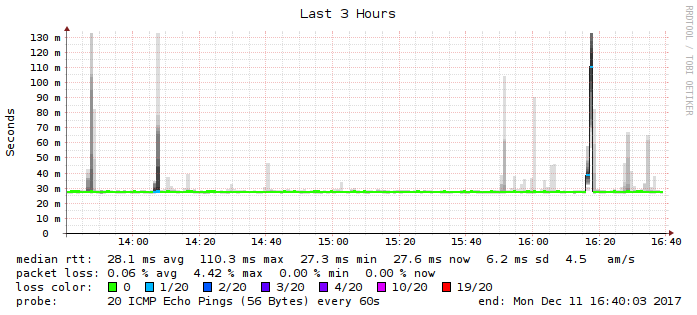 Last 3 Hours
RRDTOOL / TOBI OETIKER
Seconds
130 m
120 m
110 m
100 m
90 m
80 m
70 m
60 m
50 m
40 m
30 m
20 m
10 m
0
14:00 14:20 14:40 15:00 15:20 15:40 16:00 16:20 16:40
median rtt: 28.1 ms avg 110.3 ms max 27.3 ms min 27.6 ms now 6.2 ms sd 4.5 am/s
packet loss: 0.06 % avg 4.42 % max 0.00 % min 0.00 % now
loss color: 0 1/20 2/20 3/20 4/20 10/20 19/20
probe: 20 ICMP Echo Pings (56 Bytes) every 60s end: Mon Dec 11 16:40:03 2017